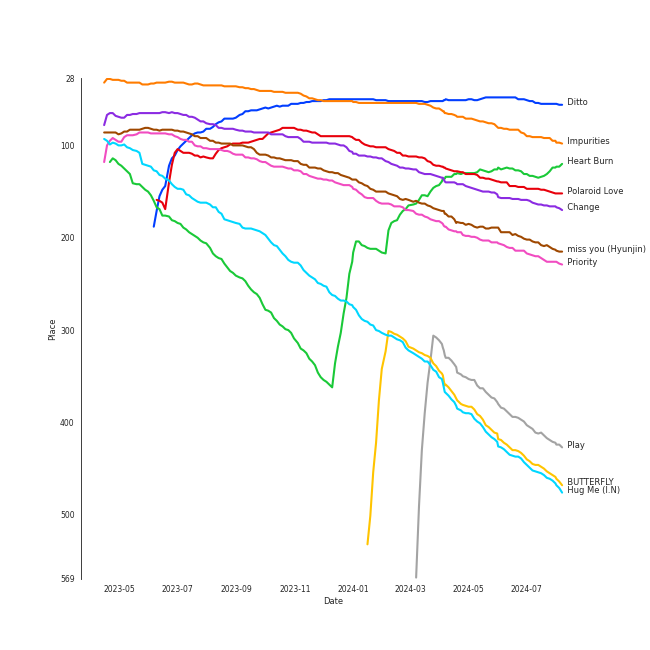 28
100
200
300
400
500
569
Place
2023-05
2023-07
2023-09
2023-11
2024-01
2024-03
2024-05
2024-07
Date
Ditto
Impurities
Heart Burn
Polaroid Love
Change
miss you (Hyunjin)
Priority
Play
BUTTERFLY
Hug Me (I.N)